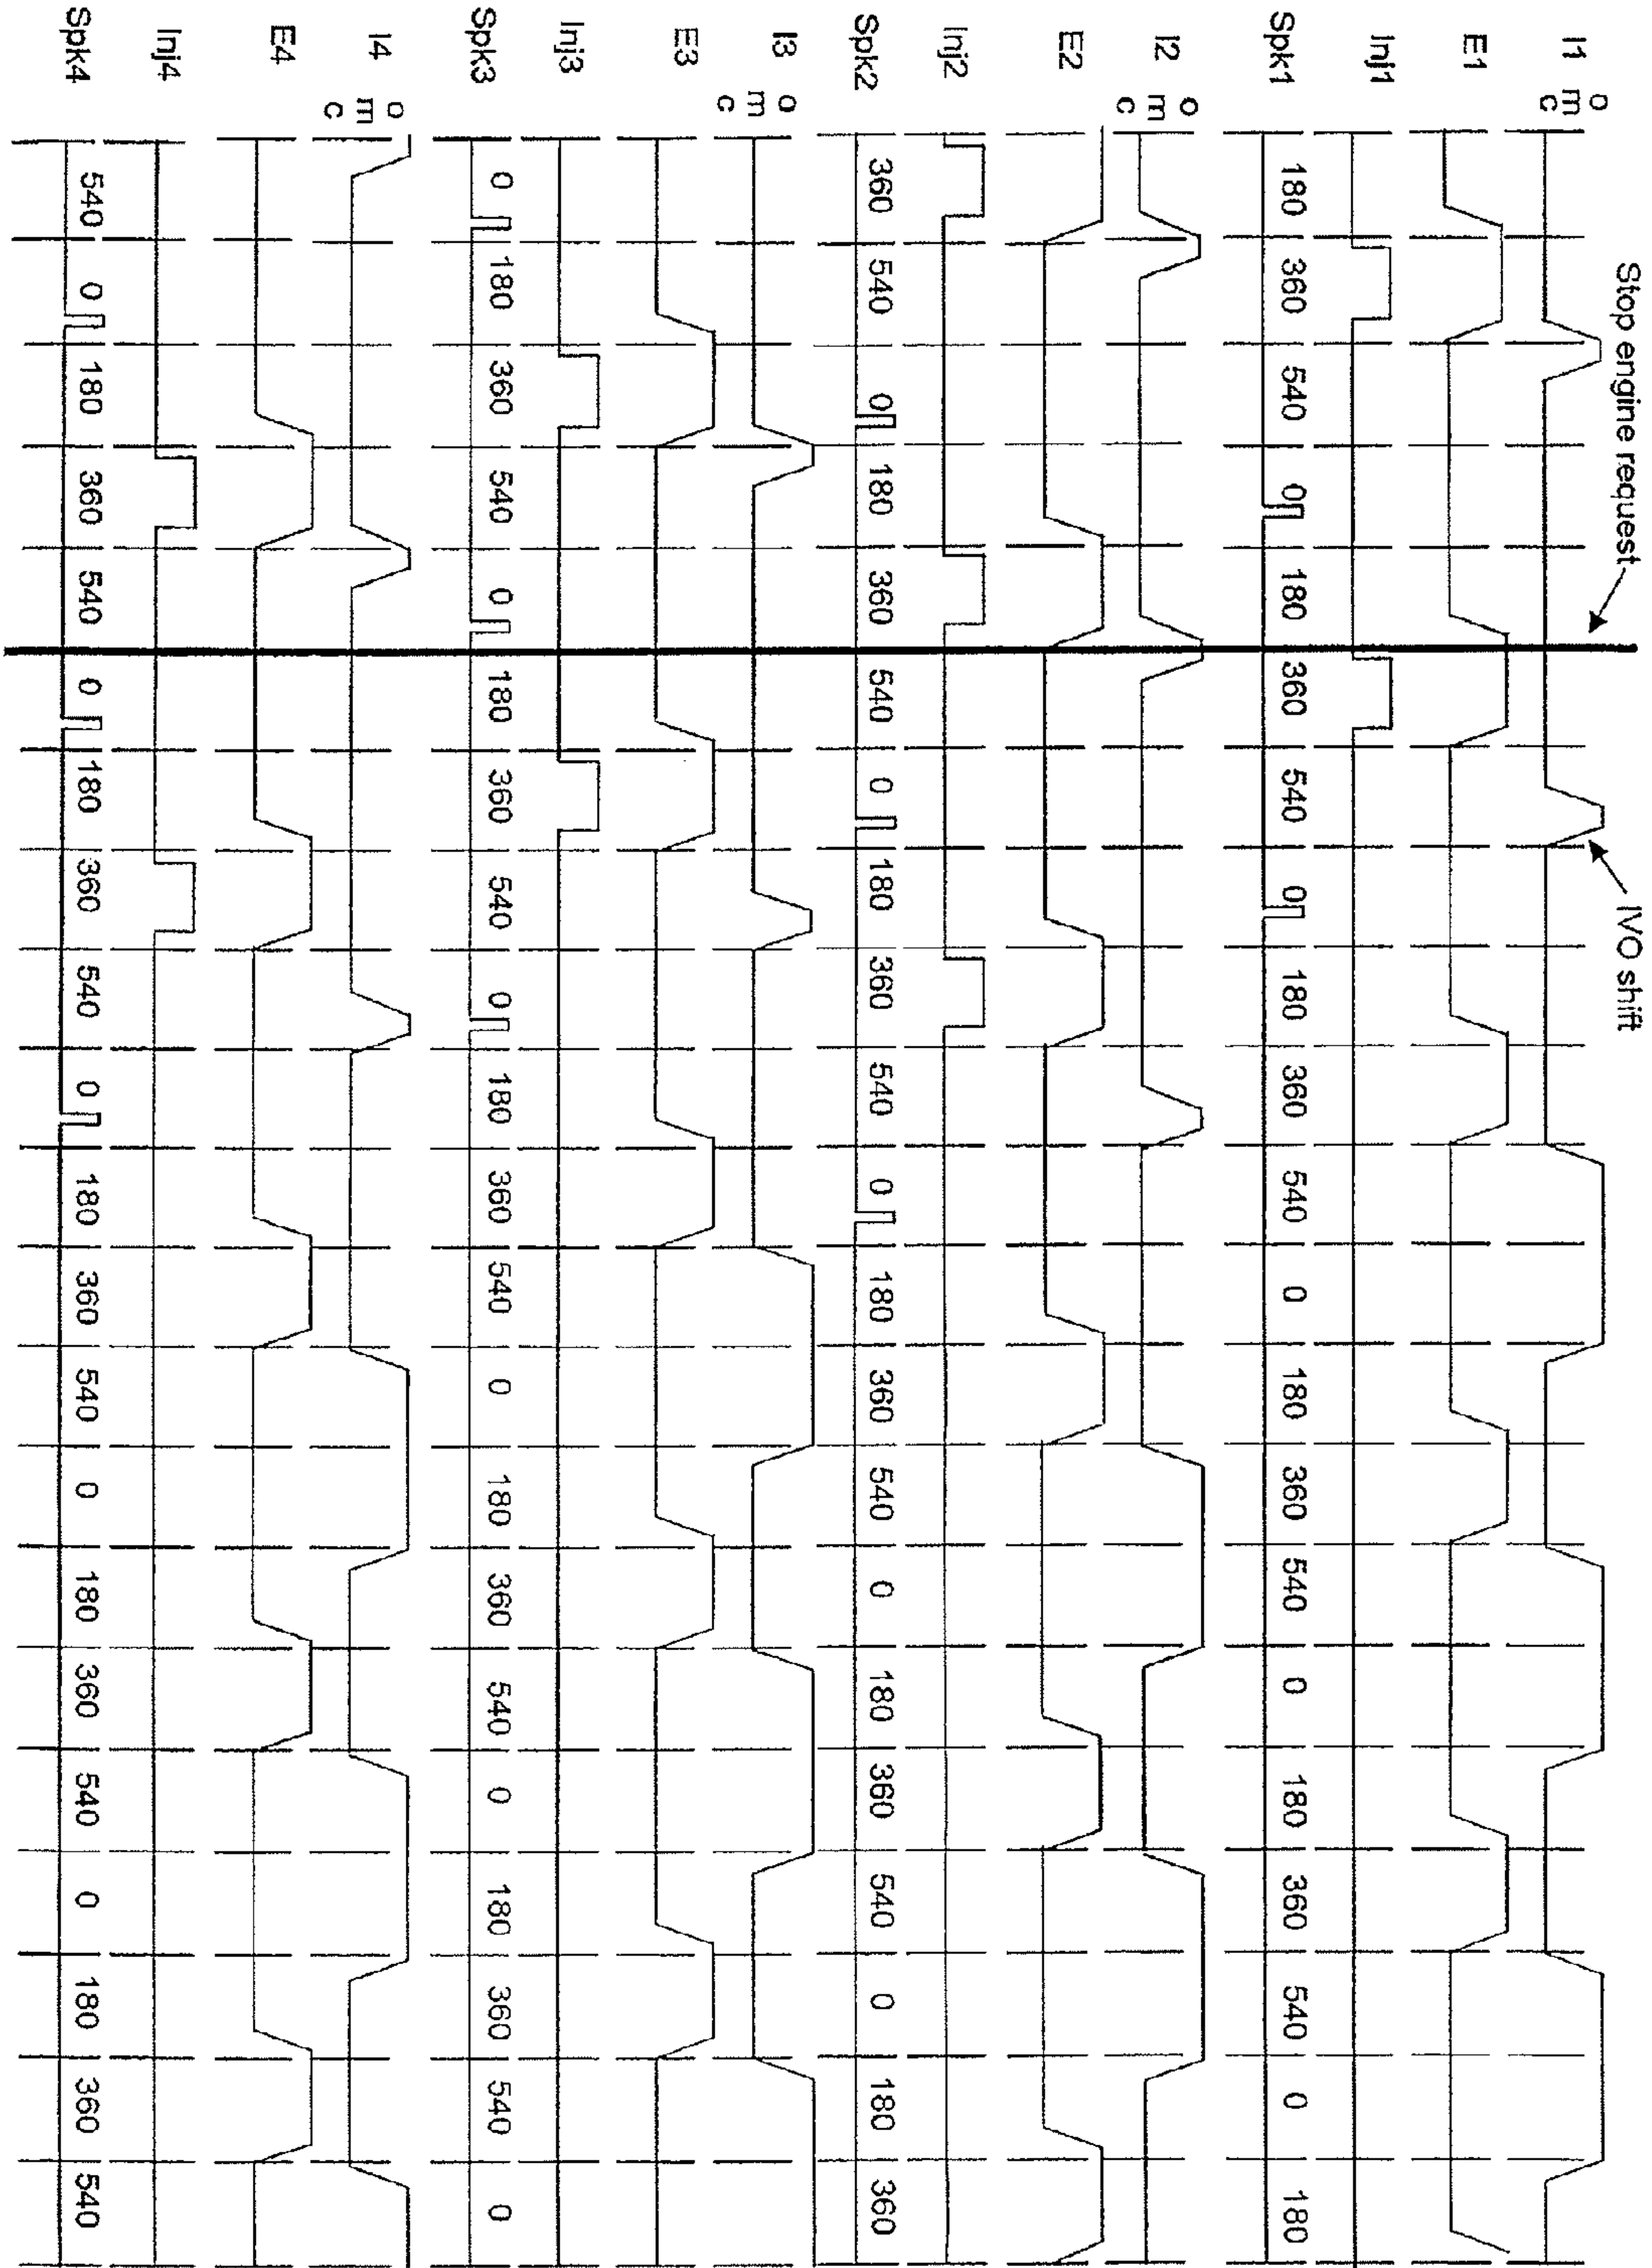 Stop engine request IVO shift
I1
o
m
c
E1
Inj1
Spk1 180 360 540 0 180 360 540 0 180 360 540 0 180 360 540 0 180 360 540 0 180
I2
o
m
c
E2
Inj2
Spk2 360 540 0 180 360 540 0 180 360 540 0 180 360 540 0 180 360 540 0 180 360
I3
o
m
c
E3
Inj3
Spk3 0 180 360 540 0 180 360 540 0 180 360 540 0 180 360 540 0 180 360 540 0
I4
o
m
c
E4
Inj4
Spk4 540 0 180 360 540 0 180 360 540 0 180 360 540 0 180 360 540 0 180 360 540